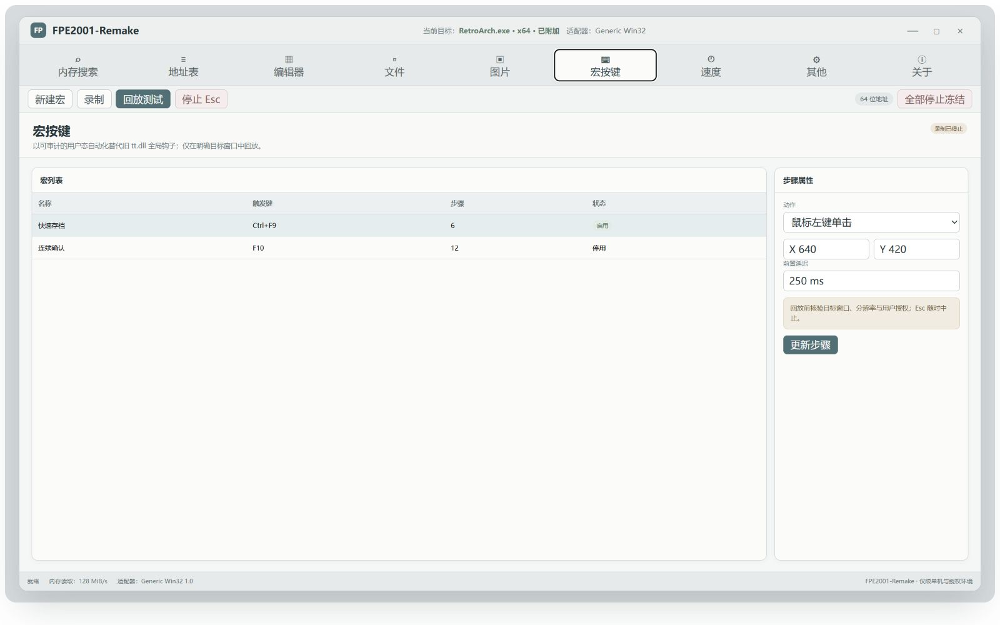 FP FPE2001-Remake
当前目标: RetroArch.exe • x64 • 已附加 适配器: Generic Win32
内存搜索 地址表 编辑器 文件 图片 宏按键 速度 其他 关于
新建宏 录制 回放测试 停止 Esc 64 位地址 全部停止冻结
宏按键
录制已停止
以可审计的用户态自动化替代旧 tt.dll 全局钩子；仅在明确目标窗口中回放。
宏列表
名称 触发键 步骤 状态
快速存档 Ctrl+F9 6 启用
连续确认 F10 12 停用
步骤属性
动作
鼠标左键单击
X 640 Y 420
前置延迟
250 ms
回放前核验目标窗口、分辨率与用户授权；Esc 随时中
止。
更新步骤
就绪 内存读取: 128 MiB/s 适配器: Generic Win32 1.0 FPE2001-Remake · 仅限单机与授权环境